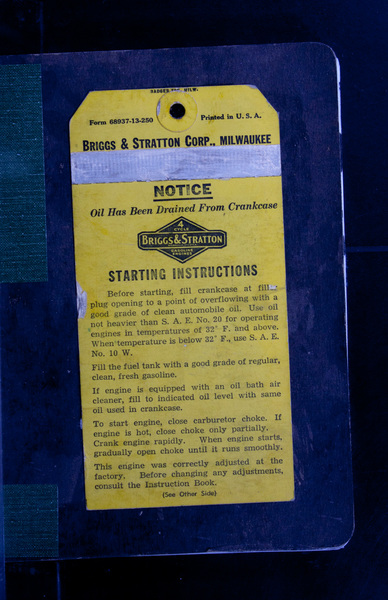 Form 68937-13-250
Printed in U. S. A.
BRIGGS & STRATTON CORP., MILWAUKEE
NOTICE
Oil Has Been Drained From Crankcase
4
CYCLE
BRIGGS & STRATTON
GASOLINE
ENGINES
STARTING INSTRUCTIONS
Before starting, fill crankcase at
plug opening to a point of overflowing with a
good grade of clean automobile oil. Use oil
not heavier than S. A. E. No. 20 for operating
engines in temperatures of 32° F. and above.
When temperature is below 32° F., use S. A. E.
No. 10 W.
Fill the fuel tank with a good grade of regular,
clean, fresh gasoline.
If engine is equipped with an oil bath air
cleaner, fill to indicated oil level with same
oil used in crankcase.
To start engine, close carburetor choke. If
engine is hot, close choke only partially.
Crank engine rapidly. When engine starts,
gradually open choke until it runs smoothly.
This engine was correctly adjusted at the
factory. Before changing any adjustments,
consult the Instruction Book.
(See Other Side)